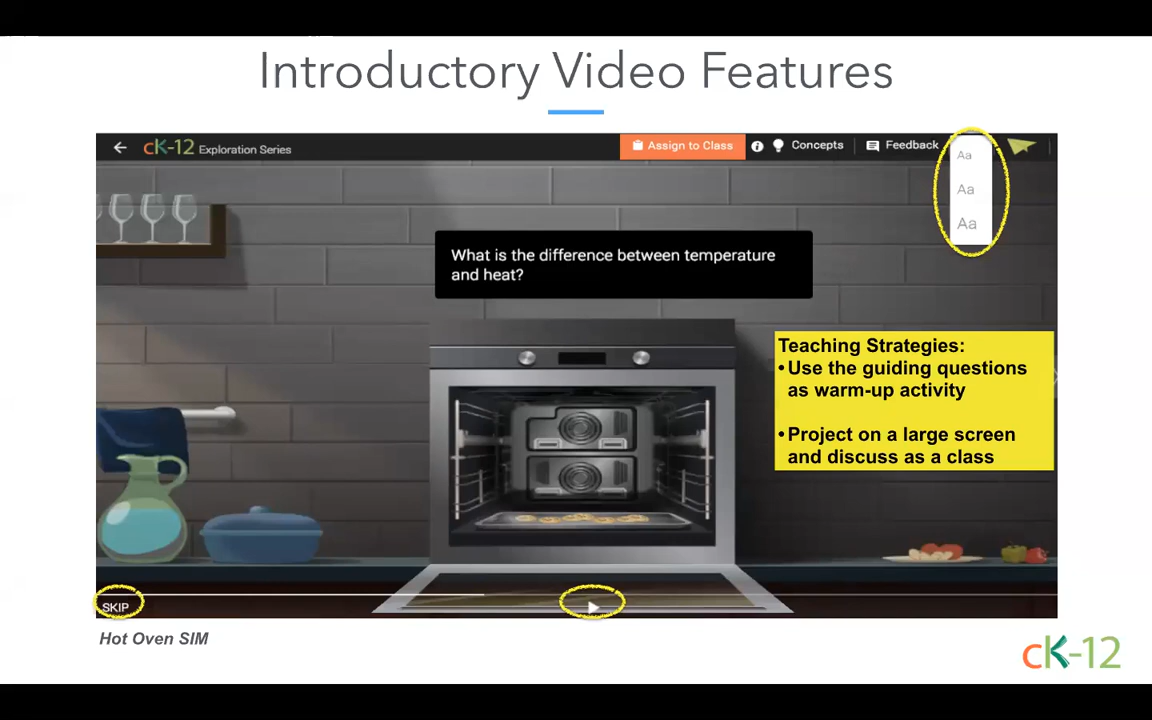 Introductory Video Features
cK-12 Exploration Series
Assign to Class
Concepts
Feedback
Aa
Aa
Aa
What is the difference between temperature
and heat?
Teaching Strategies:
•Use the guiding questions
as warm-up activity
•Project on a large screen
and discuss as a class
SKIP
Hot Oven SIM
cK-12